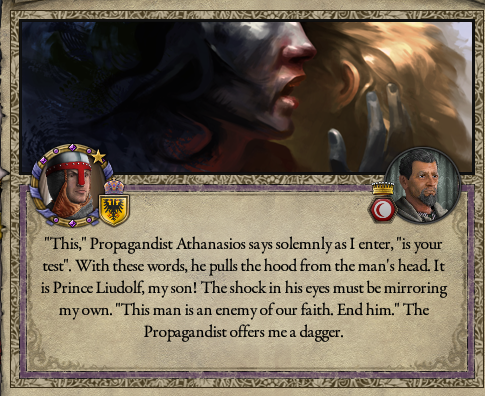 "This," Propagandist Athanasios says solemnly as I enter, "is your
test". With these words, he pulls the hood from the man's head. It
is Prince Liudolf, my son! The shock in his eyes must be mirroring
my own. "This man is an enemy of our faith. End him." The
Propagandist offers me a dagger.